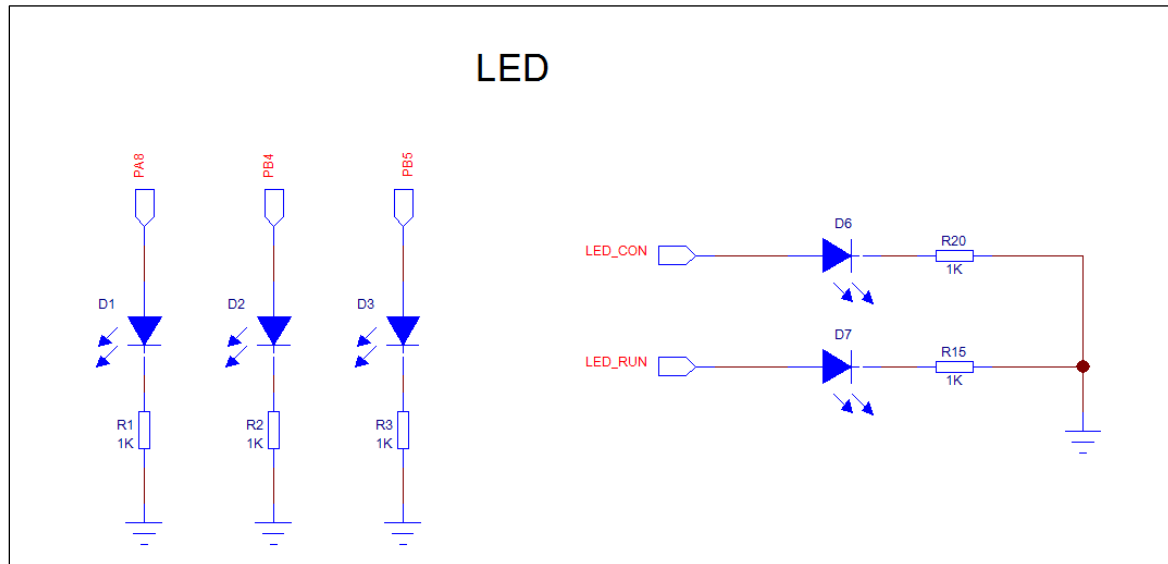 LED
PA8
PB4
PB5
D1
D2
D3
R1
1K
R2
1K
R3
1K
LED_CON
D6
R20
1K
LED_RUN
D7
R15
1K